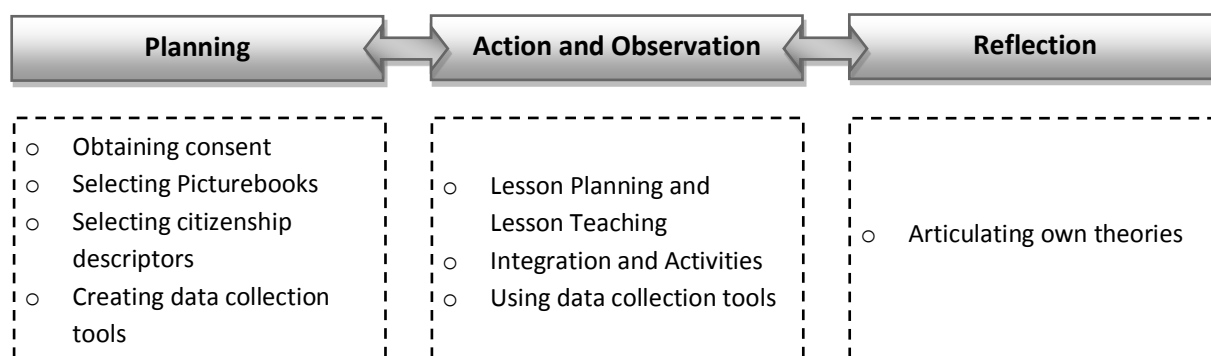 Planning
Action and Observation
Reflection
o Obtaining consent
o Selecting Picturebooks
o Selecting citizenship
descriptors
o Creating data collection
tools
o Lesson Planning and
Lesson Teaching
o Integration and Activities
o Using data collection tools
o Articulating own theories